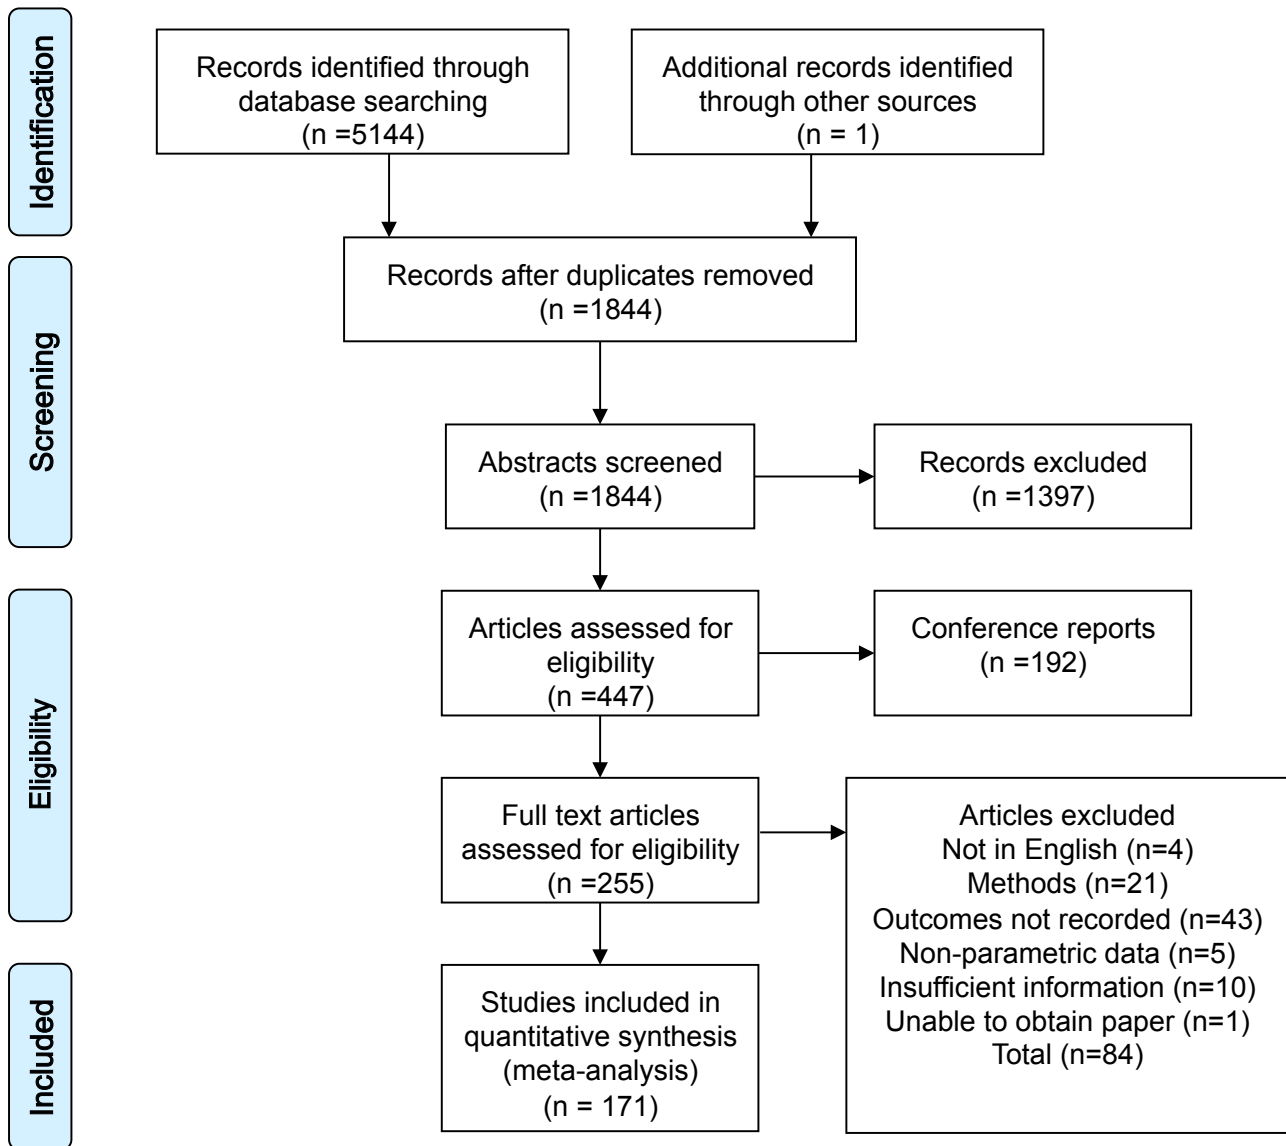 Identification
Records identified through
database searching
(n =5144)
Additional records identified
through other sources
(n = 1)
Screening
Records after duplicates removed
(n =1844)
Abstracts screened
(n =1844)
Records excluded
(n =1397)
Eligibility
Articles assessed for
eligibility
(n =447)
Conference reports
(n =192)
Full text articles
assessed for eligibility
(n =255)
Articles excluded
Not in English (n=4)
Methods (n=21)
Outcomes not recorded (n=43)
Non-parametric data (n=5)
Insufficient information (n=10)
Unable to obtain paper (n=1)
Total (n=84)
Included
Studies included in
quantitative synthesis
(meta-analysis)
(n = 171)